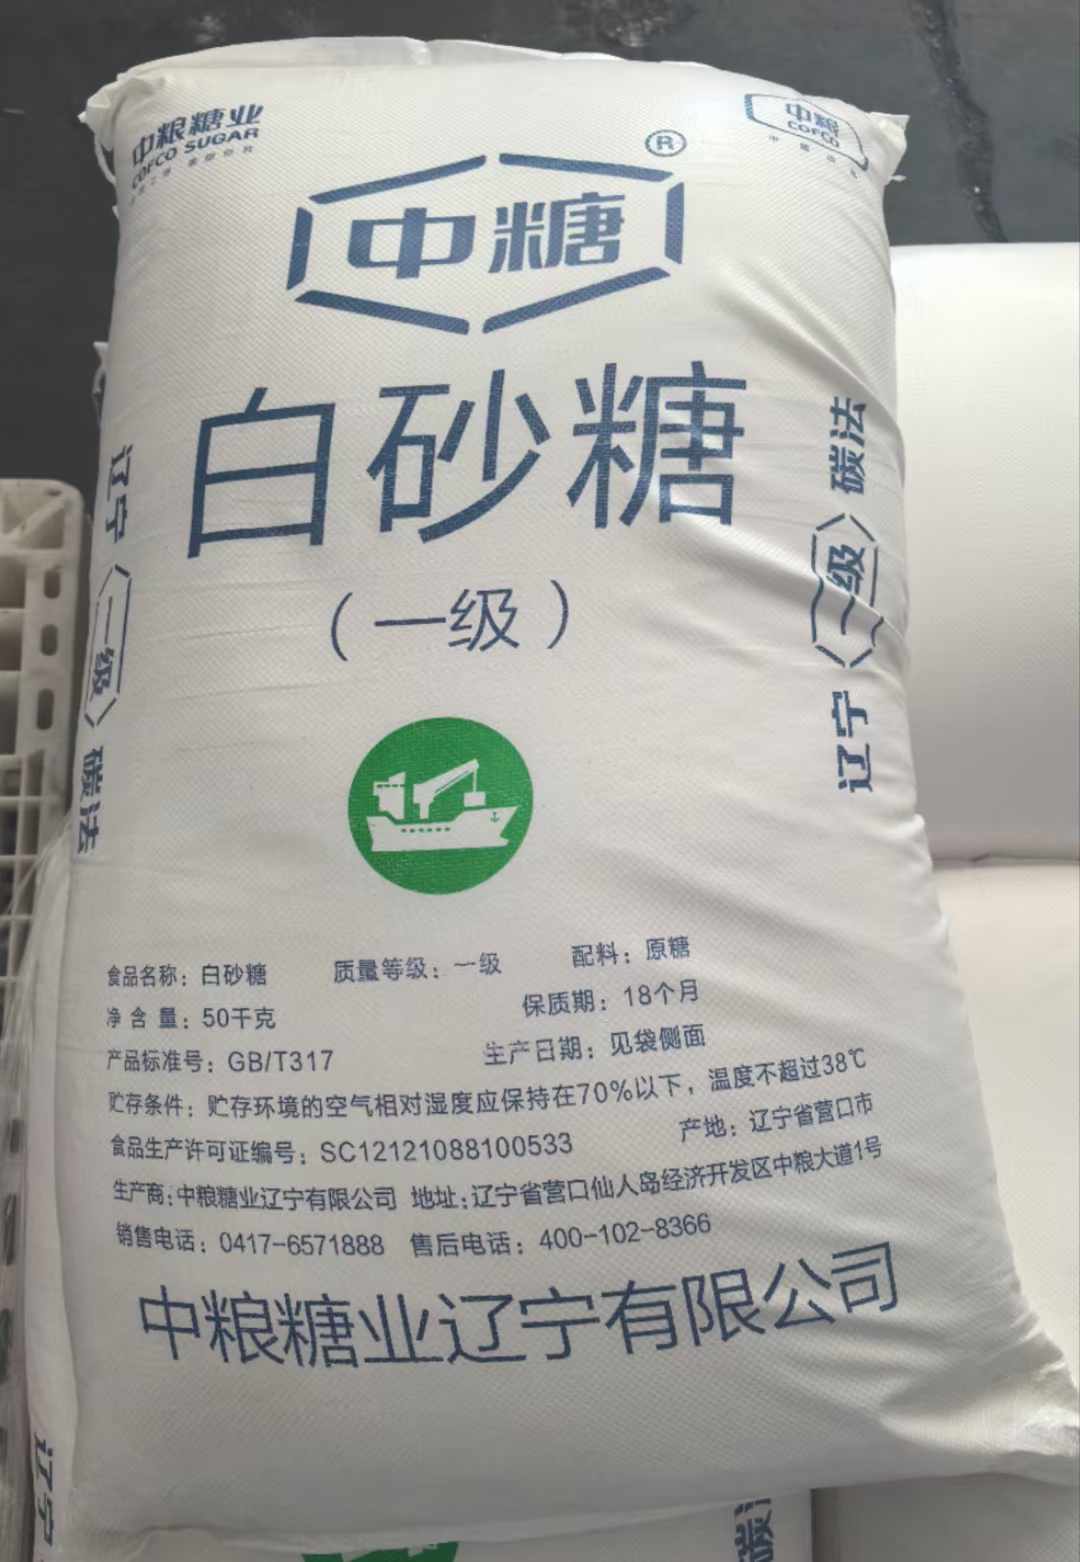 中粮糖业
COFCO SUGAR
中粮
COFCO
®
中糖
白砂糖
（一级）
辽宁 一级 碳法
辽宁 一级 碳法
食品名称：白砂糖 质量等级：一级 配料：原糖
净含量：50千克 保质期：18个月
产品标准号：GB/T317 生产日期：见袋侧面
贮存条件：贮存环境的空气相对湿度应保持在70%以下，温度不超过38℃
食品生产许可证编号：SC12121088100533 产地：辽宁省营口市
生产商：中粮糖业辽宁有限公司 地址：辽宁省营口仙人岛经济开发区中粮大道1号
销售电话：0417-6571888 售后电话：400-102-8366
中粮糖业辽宁有限公司
辽宁
碳